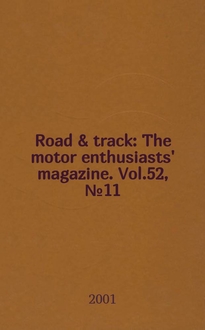 Road & track: The
motor enthusiasts'
magazine. Vol.52,
№11
2001